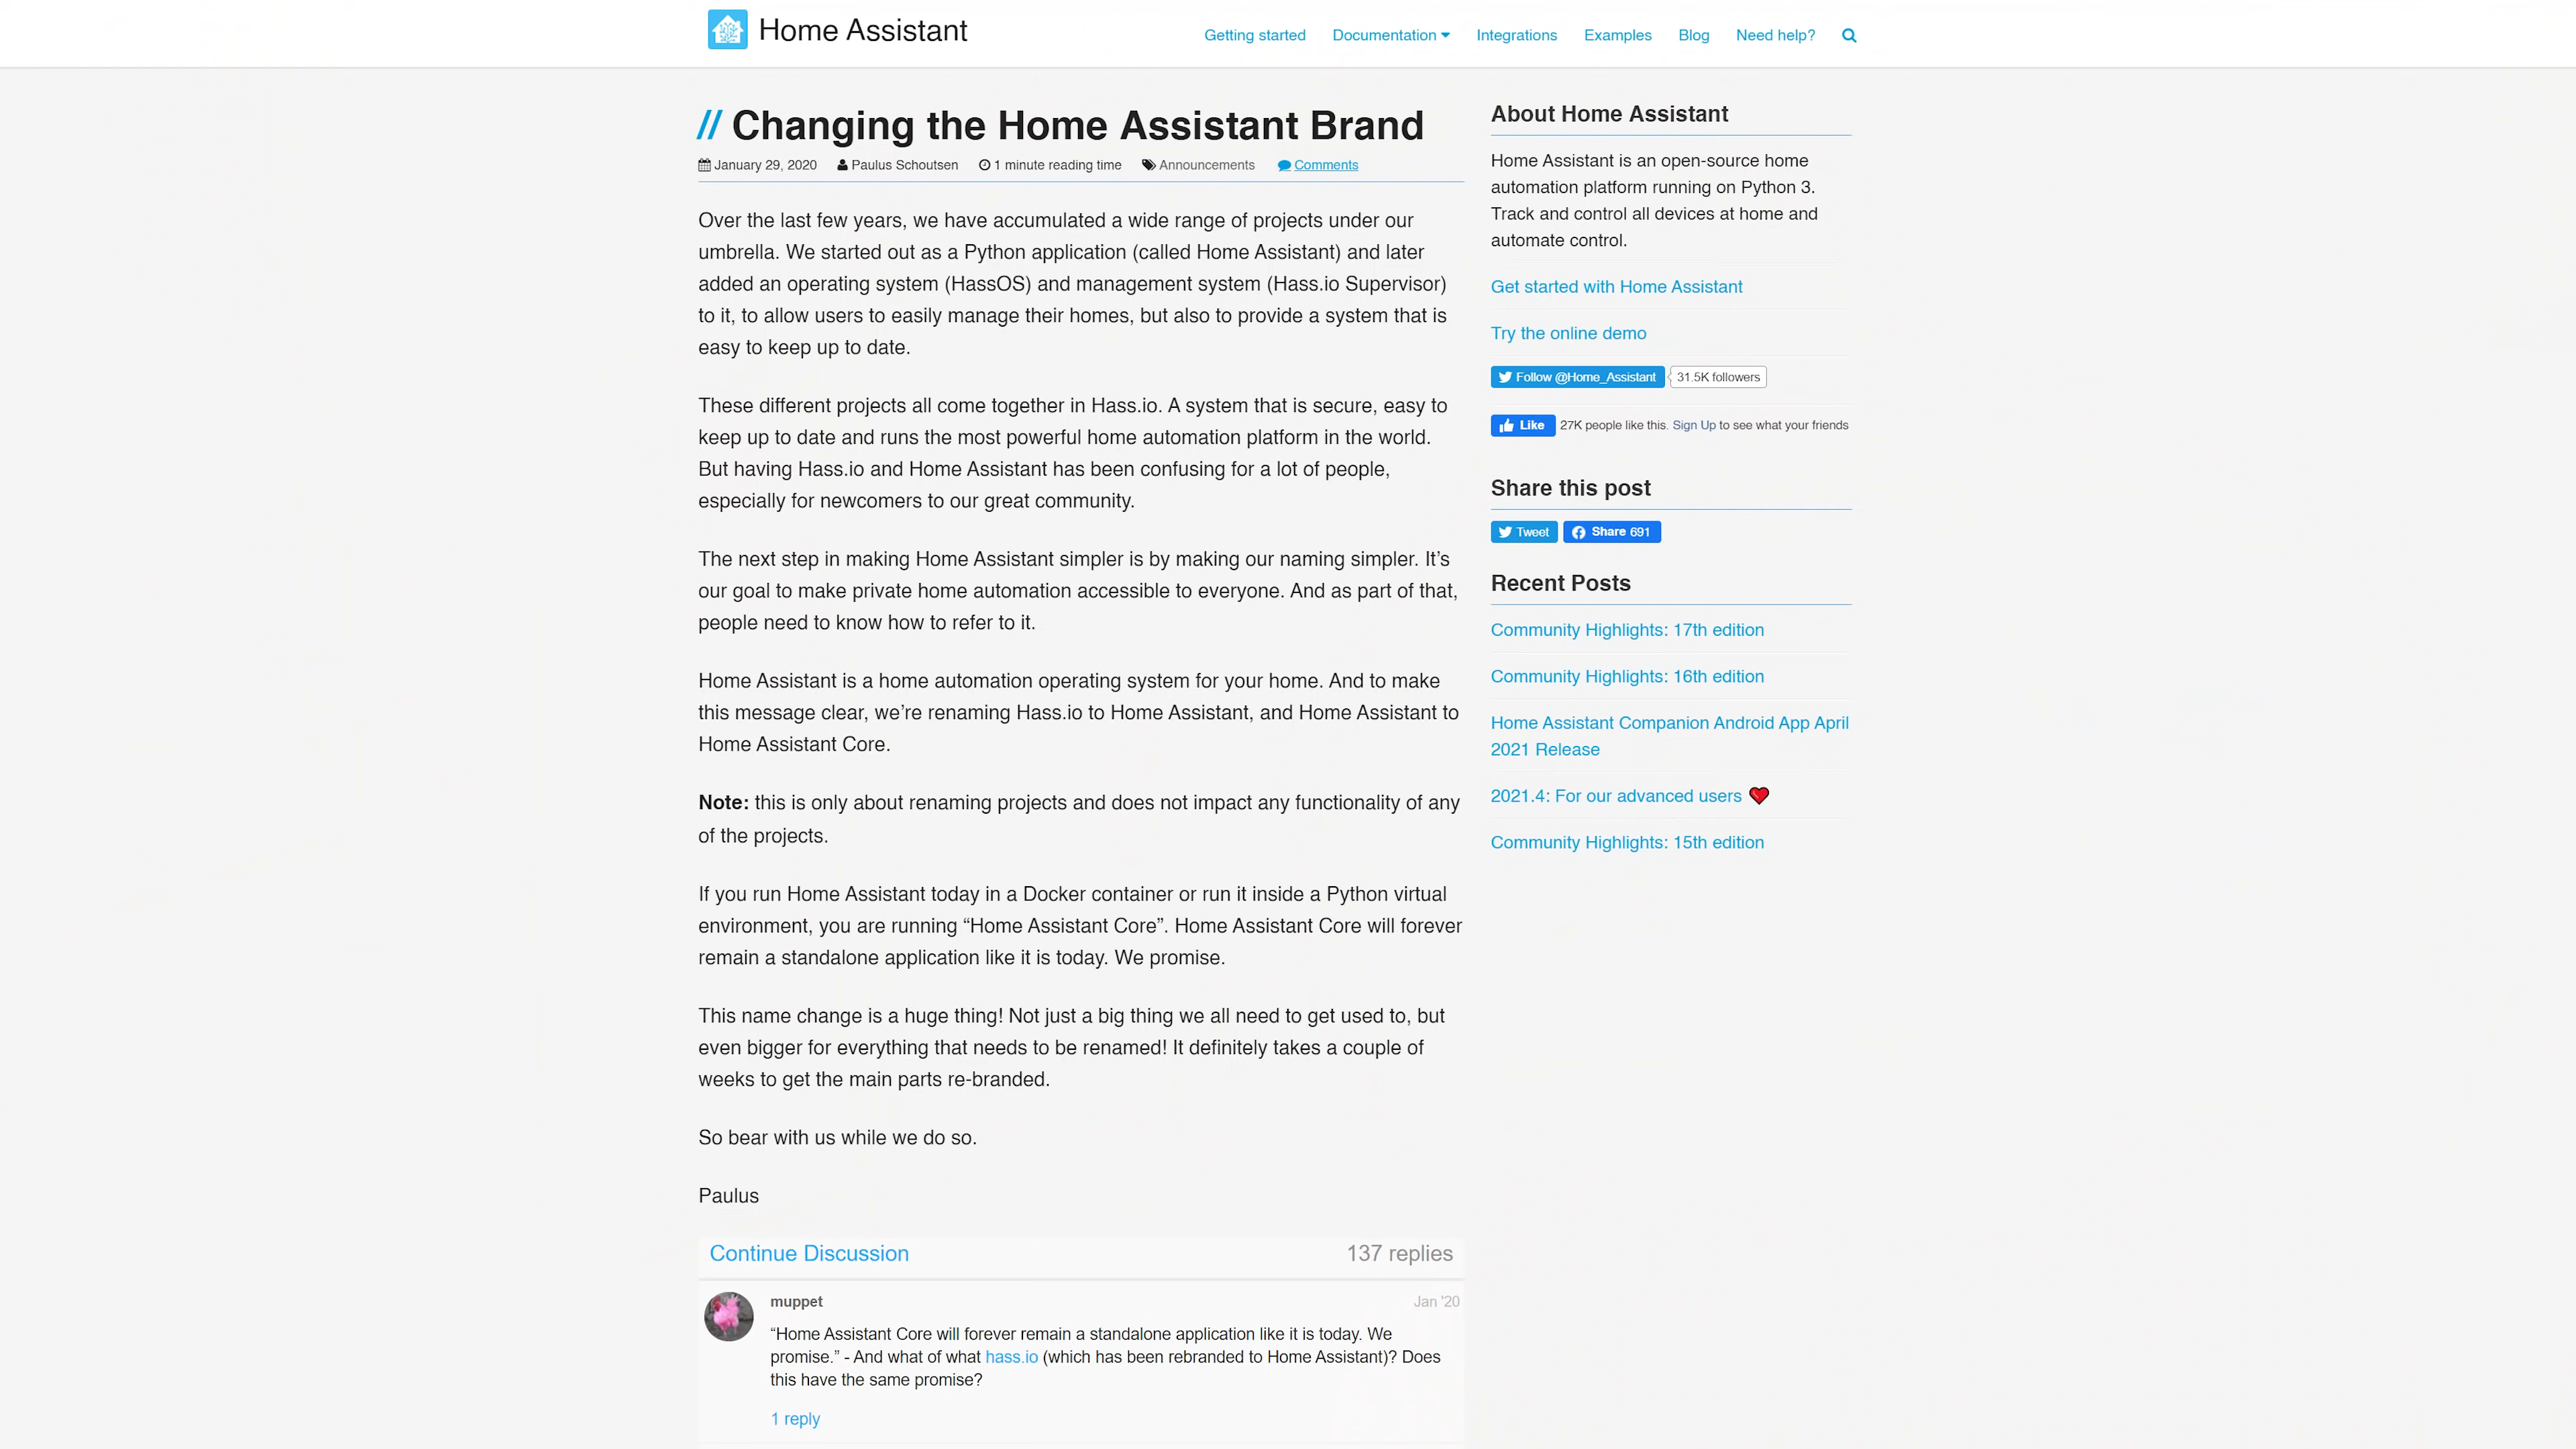 Home Assistant
Getting started Documentation Integrations Examples Blog Need help?
// Changing the Home Assistant Brand
January 29, 2020 Paulus Schoutsen 1 minute reading time Announcements Comments
Over the last few years, we have accumulated a wide range of projects under our
umbrella. We started out as a Python application (called Home Assistant) and later
added an operating system (HassOS) and management system (Hass.io Supervisor)
to it, to allow users to easily manage their homes, but also to provide a system that is
easy to keep up to date.
These different projects all come together in Hass.io. A system that is secure, easy to
keep up to date and runs the most powerful home automation platform in the world.
But having Hass.io and Home Assistant has been confusing for a lot of people,
especially for newcomers to our great community.
The next step in making Home Assistant simpler is by making our naming simpler. It’s
our goal to make private home automation accessible to everyone. And as part of that,
people need to know how to refer to it.
Home Assistant is a home automation operating system for your home. And to make
this message clear, we’re renaming Hass.io to Home Assistant, and Home Assistant to
Home Assistant Core.
Note: this is only about renaming projects and does not impact any functionality of any
of the projects.
If you run Home Assistant today in a Docker container or run it inside a Python virtual
environment, you are running “Home Assistant Core”. Home Assistant Core will forever
remain a standalone application like it is today. We promise.
This name change is a huge thing! Not just a big thing we all need to get used to, but
even bigger for everything that needs to be renamed! It definitely takes a couple of
weeks to get the main parts re-branded.
So bear with us while we do so.
Paulus
Continue Discussion 137 replies
muppet Jan '20
“Home Assistant Core will forever remain a standalone application like it is today. We
promise.” - And what of what hass.io (which has been rebranded to Home Assistant)? Does
this have the same promise?
1 reply
About Home Assistant
Home Assistant is an open-source home
automation platform running on Python 3.
Track and control all devices at home and
automate control.
Get started with Home Assistant
Try the online demo
Follow @Home_Assistant 31.5K followers
Like 27K people like this. Sign Up to see what your friends
Share this post
Tweet Share 691
Recent Posts
Community Highlights: 17th edition
Community Highlights: 16th edition
Home Assistant Companion Android App April
2021 Release
2021.4: For our advanced users ❤️
Community Highlights: 15th edition